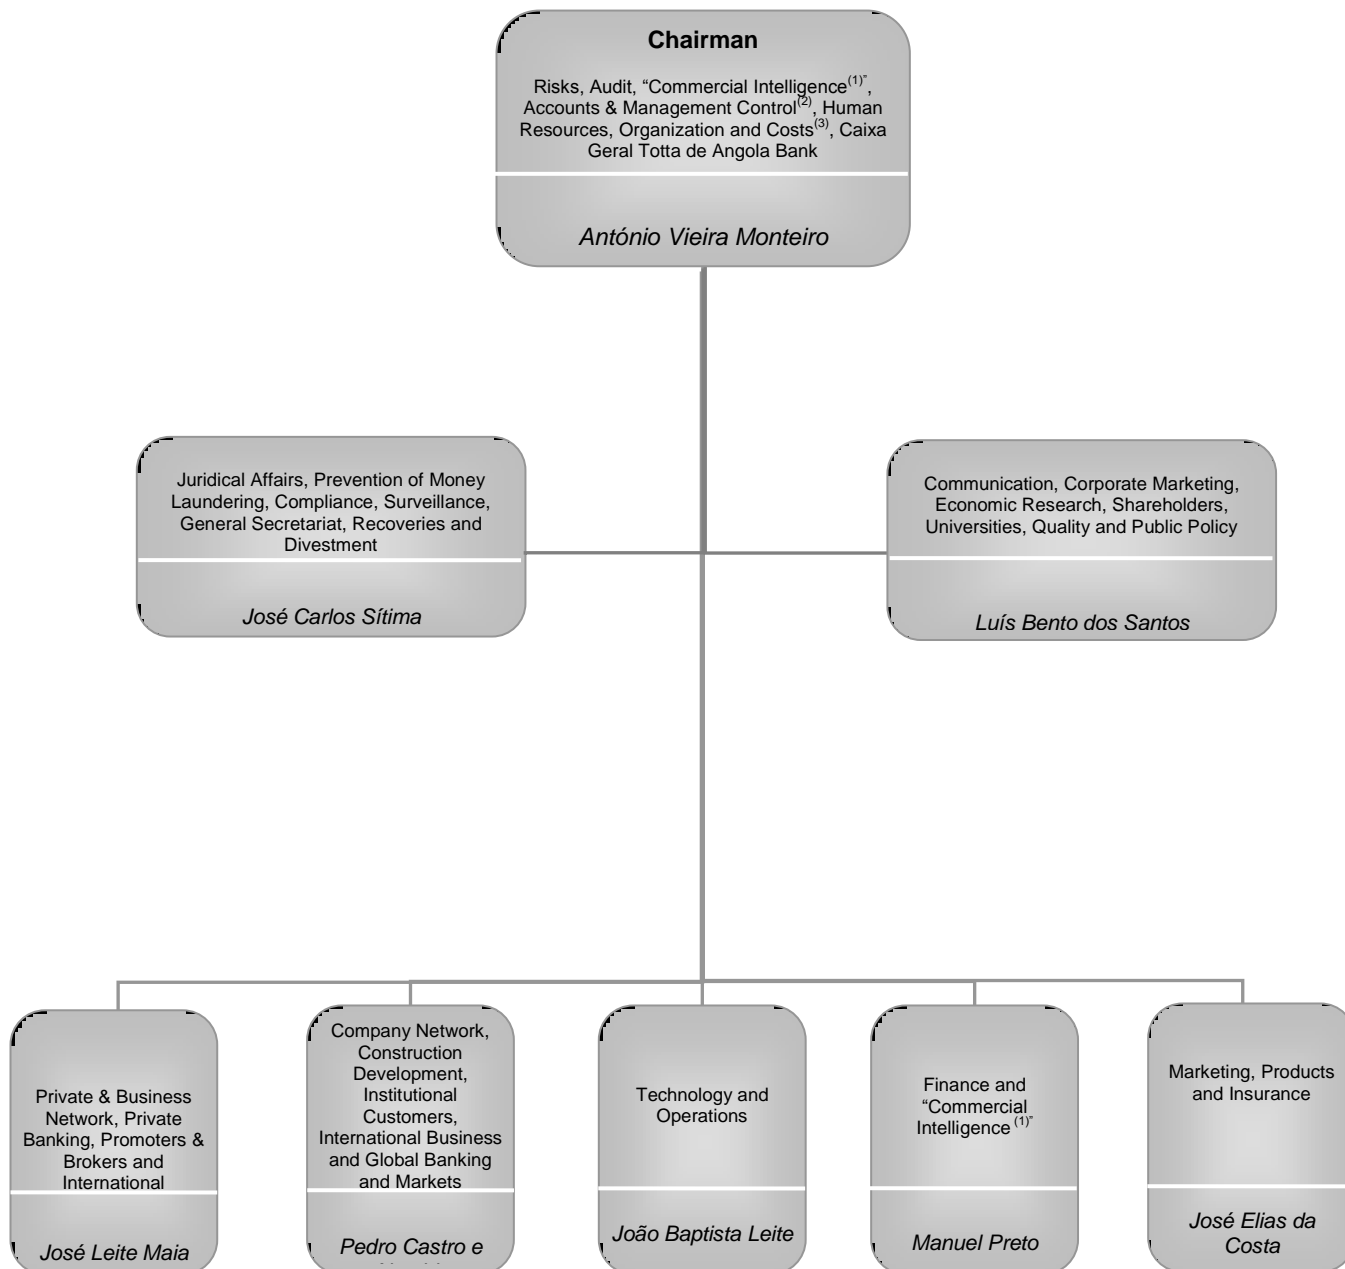 Chairman
Risks, Audit, “Commercial Intelligence(1)”,
Accounts & Management Control(2), Human
Resources, Organization and Costs(3), Caixa
Geral Totta de Angola Bank
António Vieira Monteiro
Juridical Affairs, Prevention of Money
Laundering, Compliance, Surveillance,
General Secretariat, Recoveries and
Divestment
José Carlos Sítima
Communication, Corporate Marketing,
Economic Research, Shareholders,
Universities, Quality and Public Policy
Luís Bento dos Santos
Private & Business
Network, Private
Banking, Promoters &
Brokers and
International
José Leite Maia
Company Network,
Construction
Development,
Institutional
Customers,
International Business
and Global Banking
and Markets
Pedro Castro e
Technology and
Operations
João Baptista Leite
Finance and
“Commercial
Intelligence (1)”
Manuel Preto
Marketing, Products
and Insurance
José Elias da
Costa